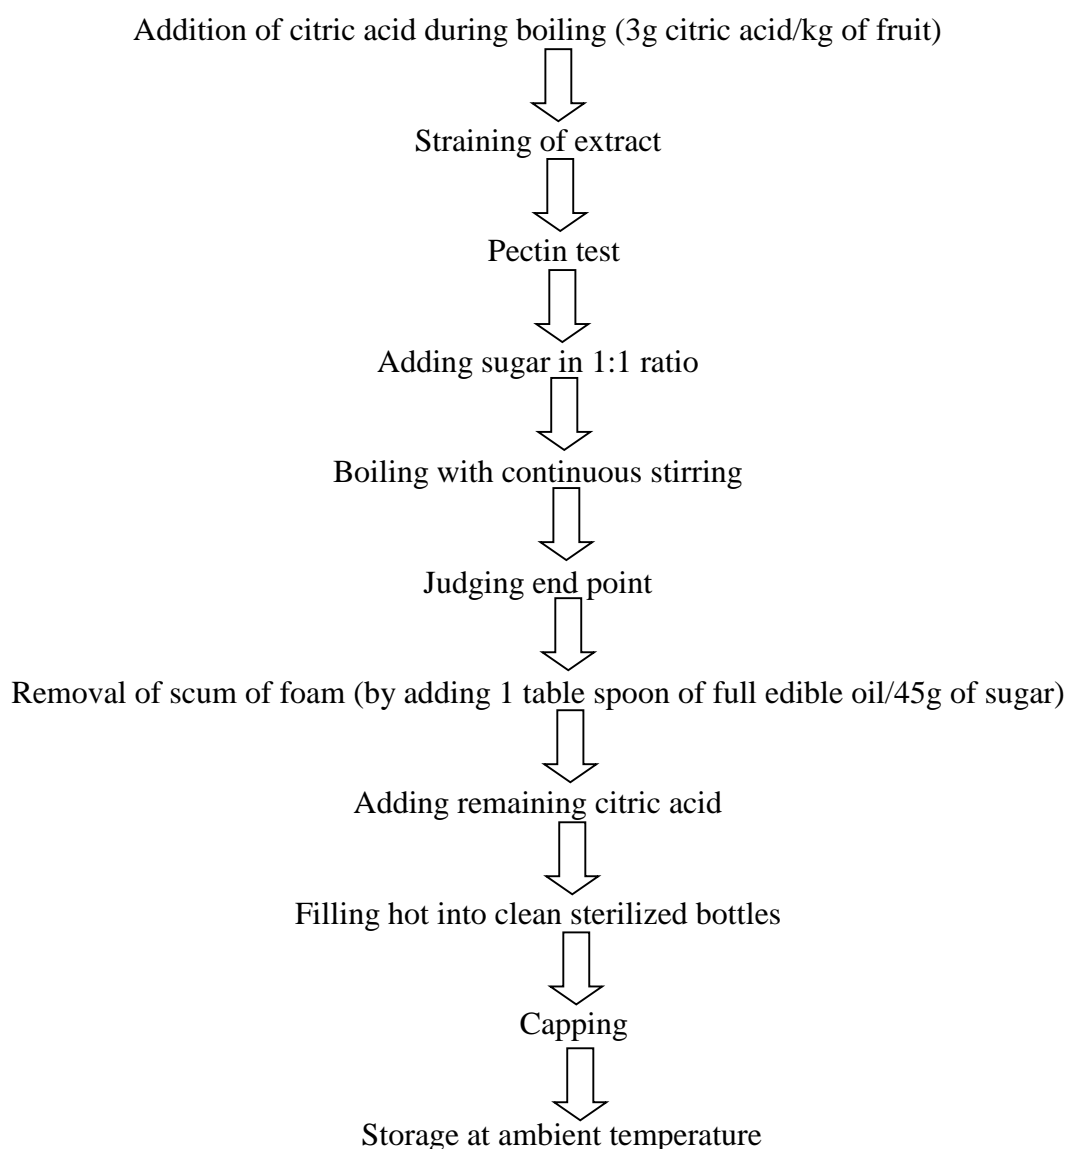 Addition of citric acid during boiling (3g citric acid/kg of fruit)
Straining of extract
Pectin test
Adding sugar in 1:1 ratio
Boiling with continuous stirring
Judging end point
Removal of scum of foam (by adding 1 table spoon of full edible oil/45g of sugar)
Adding remaining citric acid
Filling hot into clean sterilized bottles
Capping
Storage at ambient temperature